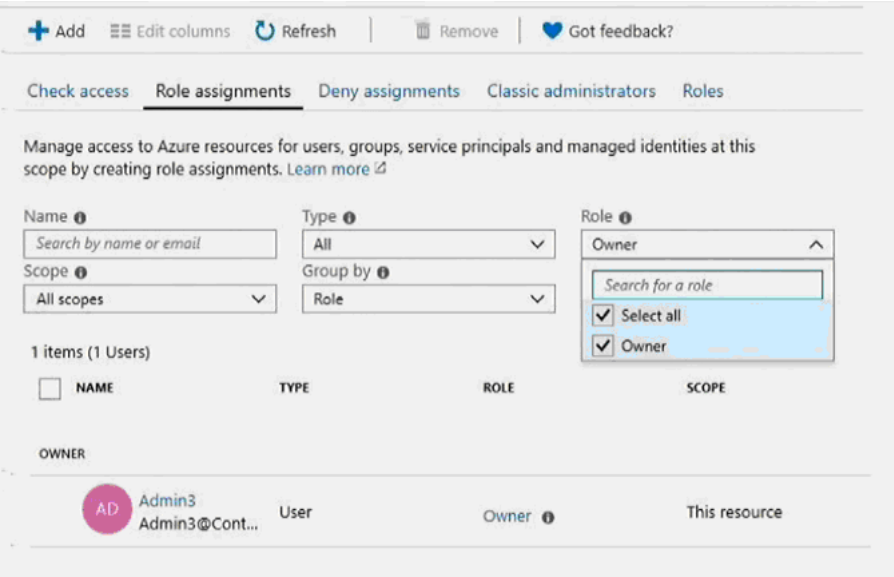 Add Edit columns Refresh Remove Got feedback?
Check access Role assignments Deny assignments Classic administrators Roles
Manage access to Azure resources for users, groups, service principals and managed identities at this
scope by creating role assignments. Learn more
Name Type Role
Search by name or email All Owner
Scope Group by Search for a role
All scopes Role Select all
1 items (1 Users) Owner
NAME TYPE ROLE SCOPE
OWNER
AD Admin3 User Owner This resource
Admin3@Cont...